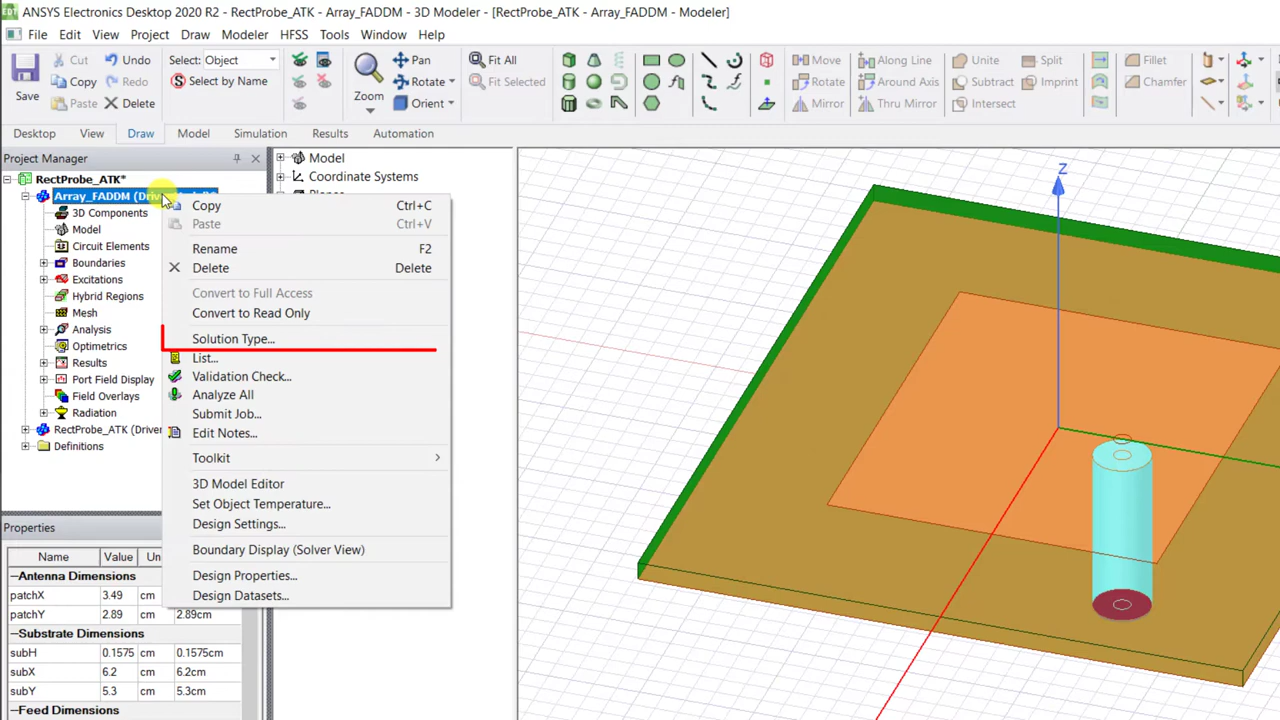 ANSYS Electronics Desktop 2020 R2 - RectProbe_ATK - Array_FADDM - 3D Modeler - [RectProbe_ATK - Array_FADDM - Modeler]
File Edit View Project Draw Modeler HFSS Tools Window Help
Save
Cut Undo
Copy Redo
Paste Delete
Select: Object
Select by Name
Zoom
Pan
Rotate
Orient
Fit All
Fit Selected
Move Along Line
Rotate Around Axis
Mirror Thru Mirror
Unite Split
Subtract Imprint
Intersect
Fillet
Chamfer
Desktop View Draw Model Simulation Results Automation
Project Manager
RectProbe_ATK*
Array_FADDM
3D Components
Model
Circuit Elements
Boundaries
Excitations
Hybrid Regions
Mesh
Analysis
Optimetrics
Results
Port Field Display
Field Overlays
Radiation
RectProbe_ATK (Driver
Definitions
Model
Coordinate Systems
Copy Ctrl+C
Paste Ctrl+V
Rename F2
Delete Delete
Convert to Full Access
Convert to Read Only
Solution Type...
List...
Validation Check...
Analyze All
Submit Job...
Edit Notes...
Toolkit
3D Model Editor
Set Object Temperature...
Design Settings...
Boundary Display (Solver View)
Design Properties...
Design Datasets...
Properties
Name Value Un
Antenna Dimensions
patchX 3.49 cm
patchY 2.89 cm 2.89cm
Substrate Dimensions
subH 0.1575 cm 0.1575cm
subX 6.2 cm 6.2cm
subY 5.3 cm 5.3cm
Feed Dimensions
Z